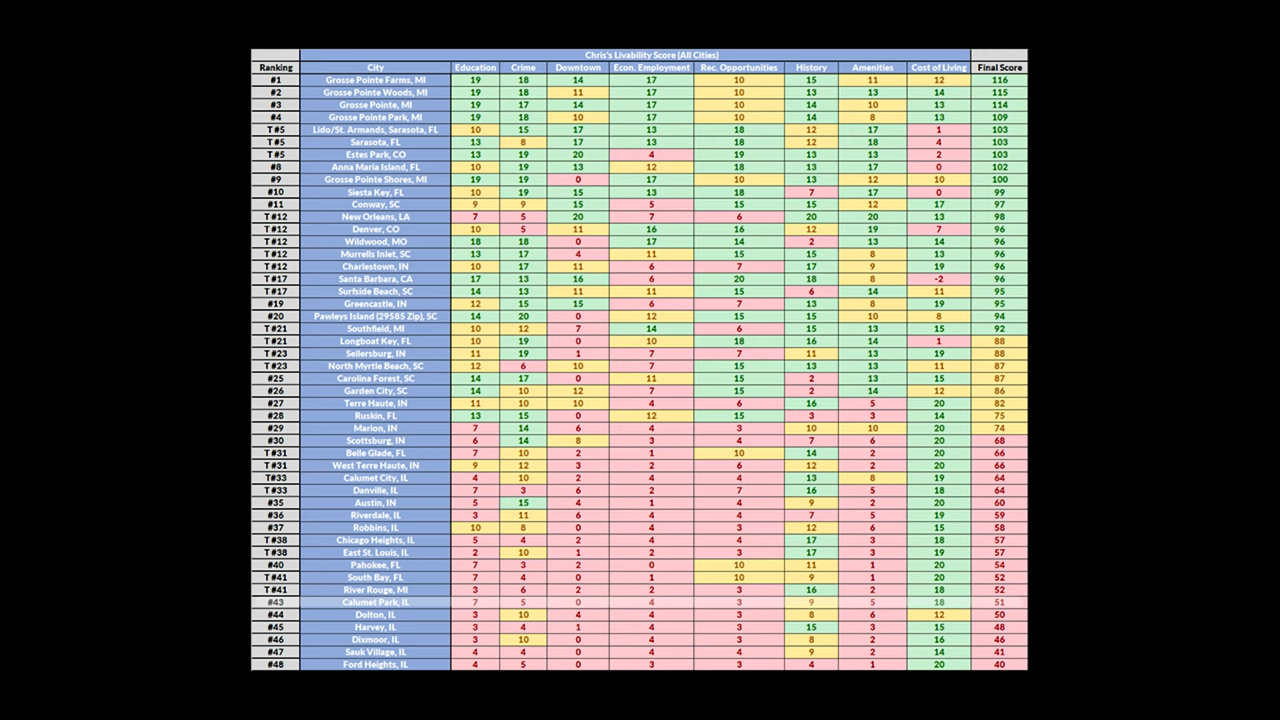 Chris's Livability Score (All Cities)
Ranking City Education Crime Downtown Econ. Employment Rec. Opportunities History Amenities Cost of Living Final Score
#1 Grosse Pointe Farms, MI 19 18 14 17 10 15 11 12 116
#2 Grosse Pointe Woods, MI 19 18 11 17 10 13 13 14 115
#3 Grosse Pointe, MI 19 17 14 17 10 14 10 13 114
#4 Grosse Pointe Park, MI 19 18 10 17 10 14 8 13 109
T #5 Lido/St. Armands, Sarasota, FL 10 15 17 13 18 12 17 1 103
T #5 Sarasota, FL 13 8 17 13 18 12 18 4 103
T #5 Estes Park, CO 13 19 20 4 19 13 13 2 103
#8 Anna Maria Island, FL 10 19 13 12 18 13 17 0 102
#9 Grosse Pointe Shores, MI 19 19 0 17 10 13 12 10 100
#10 Siesta Key, FL 10 19 15 13 18 7 17 0 99
#11 Conway, SC 9 9 15 5 15 15 12 17 97
T #12 New Orleans, LA 7 5 20 7 6 20 20 13 98
T #12 Denver, CO 10 5 11 16 16 12 19 7 96
T #12 Wildwood, MO 18 18 0 17 14 2 13 14 96
T #12 Murrells Inlet, SC 13 17 4 11 15 15 8 13 96
T #12 Charlestown, IN 10 17 11 6 7 17 9 19 96
T #17 Santa Barbara, CA 17 13 16 6 20 18 8 -2 96
T #17 Surfside Beach, SC 14 13 11 11 15 6 14 11 95
#19 Greencastle, IN 12 15 15 6 7 13 8 19 95
#20 Pawleys Island (29585 Zip), SC 14 20 0 12 15 15 10 8 94
T #21 Southfield, MI 10 12 7 14 6 15 13 15 92
T #21 Longboat Key, FL 10 19 0 10 18 16 14 1 88
T #23 Sellersburg, IN 11 19 1 7 7 11 13 19 88
T #23 North Myrtle Beach, SC 12 6 10 7 15 13 13 11 87
#25 Carolina Forest, SC 14 17 0 11 15 2 13 15 87
#26 Garden City, SC 14 10 12 7 15 2 14 12 86
#27 Terre Haute, IN 11 10 10 4 6 16 5 20 82
#28 Ruskin, FL 13 15 0 12 15 3 3 14 75
#29 Marion, IN 7 14 6 4 3 10 10 20 74
#30 Scottsburg, IN 6 14 8 3 4 7 6 20 68
T #31 Belle Glade, FL 7 10 2 1 10 14 2 20 66
T #31 West Terre Haute, IN 9 12 3 2 6 12 2 20 66
T#33 Calumet City, IL 4 10 2 4 4 13 8 19 64
T #33 Danville, IL 7 3 6 2 7 16 5 18 64
#35 Austin, IN 5 15 4 1 4 9 2 20 60
#36 Riverdale, IL 3 11 6 4 4 7 5 19 59
#37 Robbins, IL 10 8 0 4 3 12 6 15 58
T #38 Chicago Heights, IL 5 4 2 4 4 17 3 18 57
T #38 East St. Louis, IL 2 10 1 2 3 17 3 19 57
#40 Pahokee, FL 7 3 2 0 10 11 1 20 54
T #41 South Bay, FL 7 4 0 1 10 9 1 20 52
T #41 River Rouge, MI 3 6 2 2 3 16 2 18 52
#43 Calumet Park, IL 7 5 0 4 3 9 5 18 51
#44 Dolton, IL 3 10 4 4 3 8 6 12 50
#45 Harvey, IL 3 4 1 4 4 15 3 15 48
#46 Dixmoor, IL 3 10 0 4 3 8 2 16 46
#47 Sauk Village, IL 4 4 0 4 4 9 2 14 41
#48 Ford Heights, IL 4 5 0 3 3 4 1 20 40